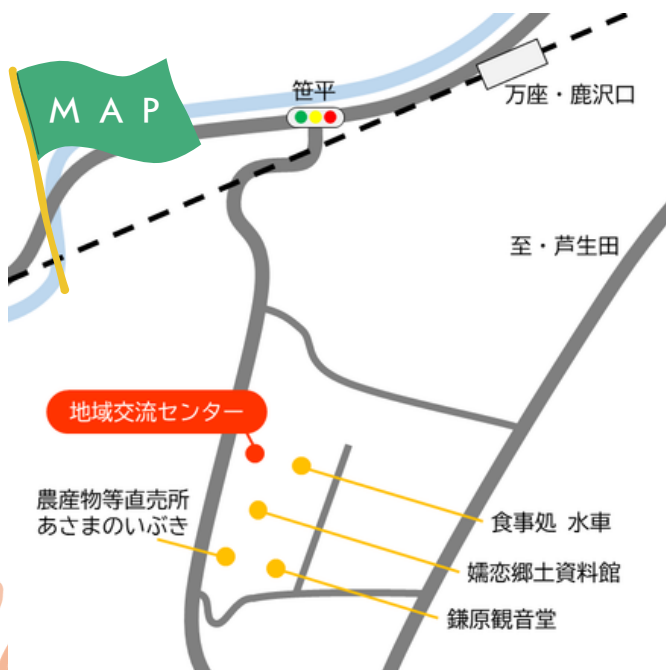 MAP
笹平
万座・鹿沢口
至・芦生田
地域交流センター
農産物等直売所
あさまのいぶき
食事処 水車
嬬恋郷土資料館
鎌原観音堂